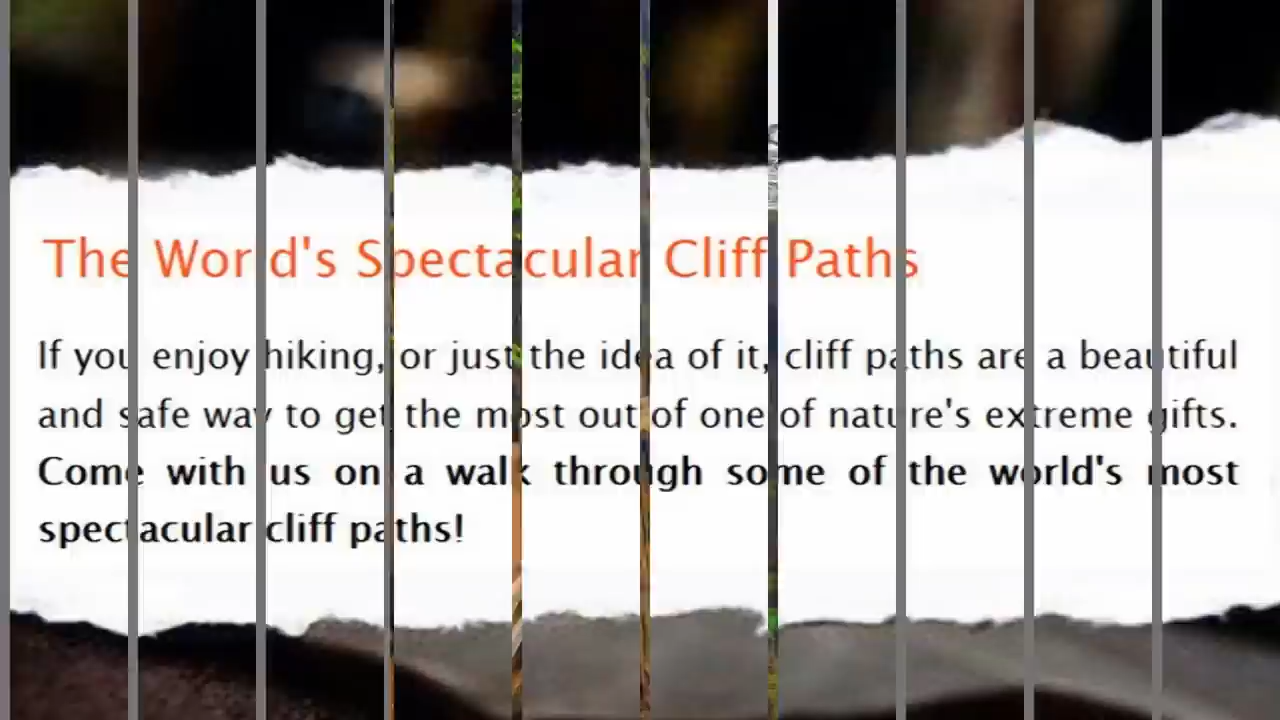 The World's Spectacular Cliff Paths
If you enjoy hiking, or just the idea of it, cliff paths are a beautiful
and safe way to get the most out of one of nature's extreme gifts.
Come with us on a walk through some of the world's most
spectacular cliff paths!